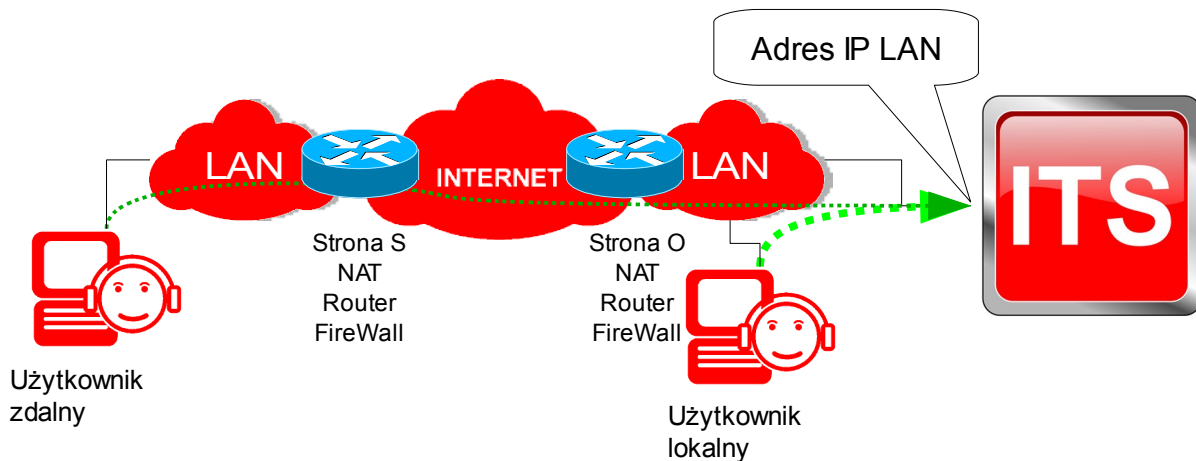 Adres IP LAN
LAN
INTERNET
LAN
ITS
Strona S
NAT
Router
FireWall
Strona O
NAT
Router
FireWall
Użytkownik
zdalny
Użytkownik
lokalny